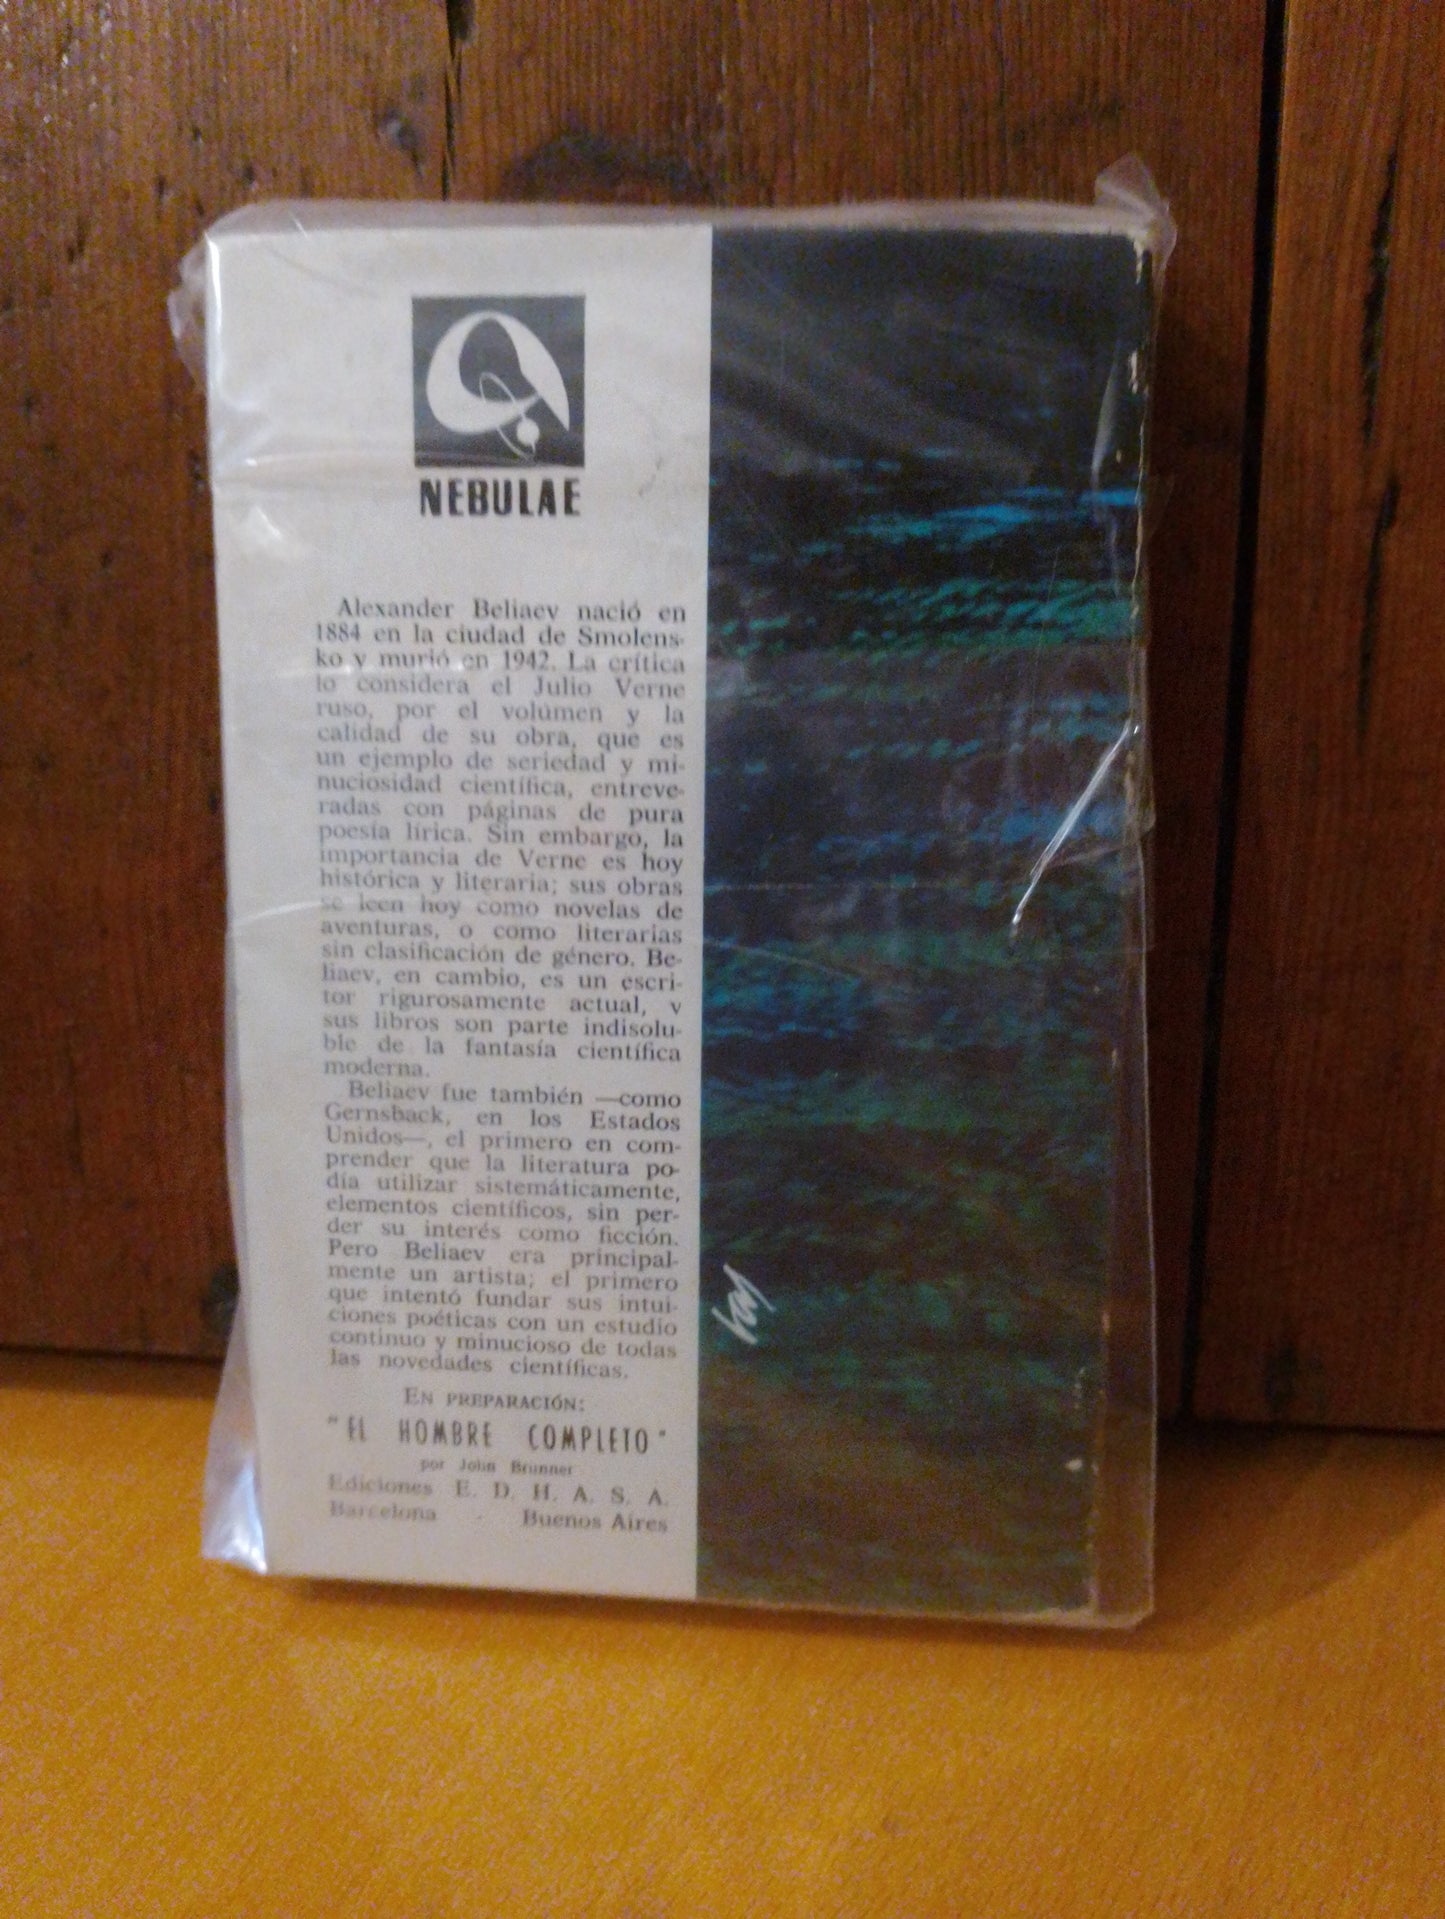 NEBULAE
Alexander Beliaev nació en
1884 en la ciudad de Smolens-
ko y murió en 1942. La crítica
lo considera el Julio Verne
ruso, por el volumen y la
calidad de su obra, que es
un ejemplo de seriedad y mi-
nuciosidad científica, entreve-
radas con páginas de pura
poesía lírica. Sin embargo, la
importancia de Verne es hoy
histórica y literaria; sus obras
se leen hoy como novelas de
aventuras, o como literarias
sin clasificación de género. Be-
liaev, en cambio, es un escri-
tor rigurosamente actual, y
sus libros son parte indisolu-
ble de la fantasía científica
moderna.
Beliaev fue también —como
Gernsback, en los Estados
Unidos—, el primero en com-
prender que la literatura po-
día utilizar sistemáticamente,
elementos científicos, sin per-
der su interés como ficción.
Pero Beliaev era principal-
mente un artista; el primero
que intentó fundar sus intui-
ciones poéticas con un estudio
continuo y minucioso de todas
las novedades científicas.
EN PREPARACIÓN:
"EL HOMBRE COMPLETO"
por John Brunner
Ediciones E. D. H. A. S. A.
Barcelona - Buenos Aires